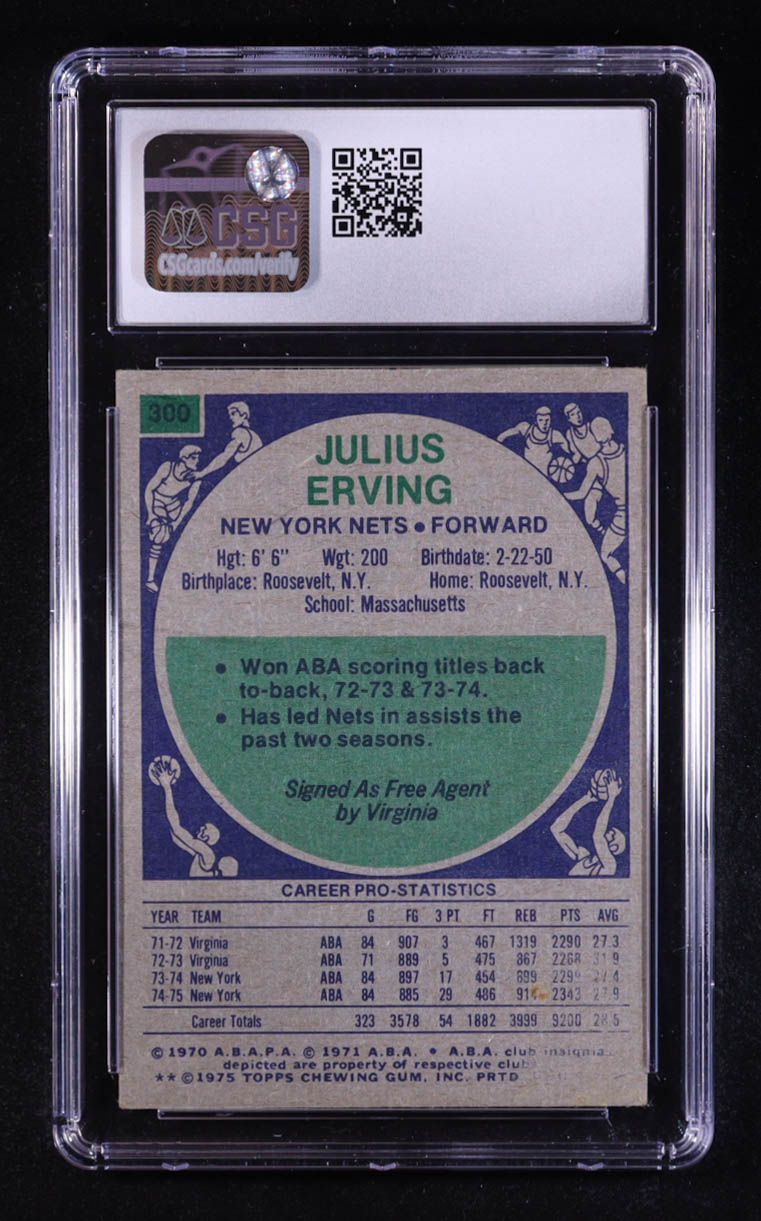 CSG
CSGcards.com/verify
300
JULIUS
ERVING
NEW YORK NETS • FORWARD
Hgt: 6' 6" Wgt: 200 Birthdate: 2-22-50
Birthplace: Roosevelt, N.Y. Home: Roosevelt, N.Y.
School: Massachusetts
• Won ABA scoring titles back
to-back, 72-73 & 73-74.
• Has led Nets in assists the
past two seasons.
Signed As Free Agent
by Virginia
CAREER PRO-STATISTICS
YEAR TEAM G FG 3 PT FT REB PTS AVG
71-72 Virginia ABA 84 907 3 467 1319 2290 27.3
72-73 Virginia ABA 71 889 5 475 867 2268 31.9
73-74 New York ABA 84 897 17 454 899 2299 27.4
74-75 New York ABA 84 885 29 486 2343 27.9
Career Totals 323 3578 54 1882 3999 9200 28.5
© 1970 A.B.A.P.A. © 1971 A.B.A. • A.B.A. club insignia
depicted are property of respective club
** © 1975 TOPPS CHEWING GUM, INC. PRTD